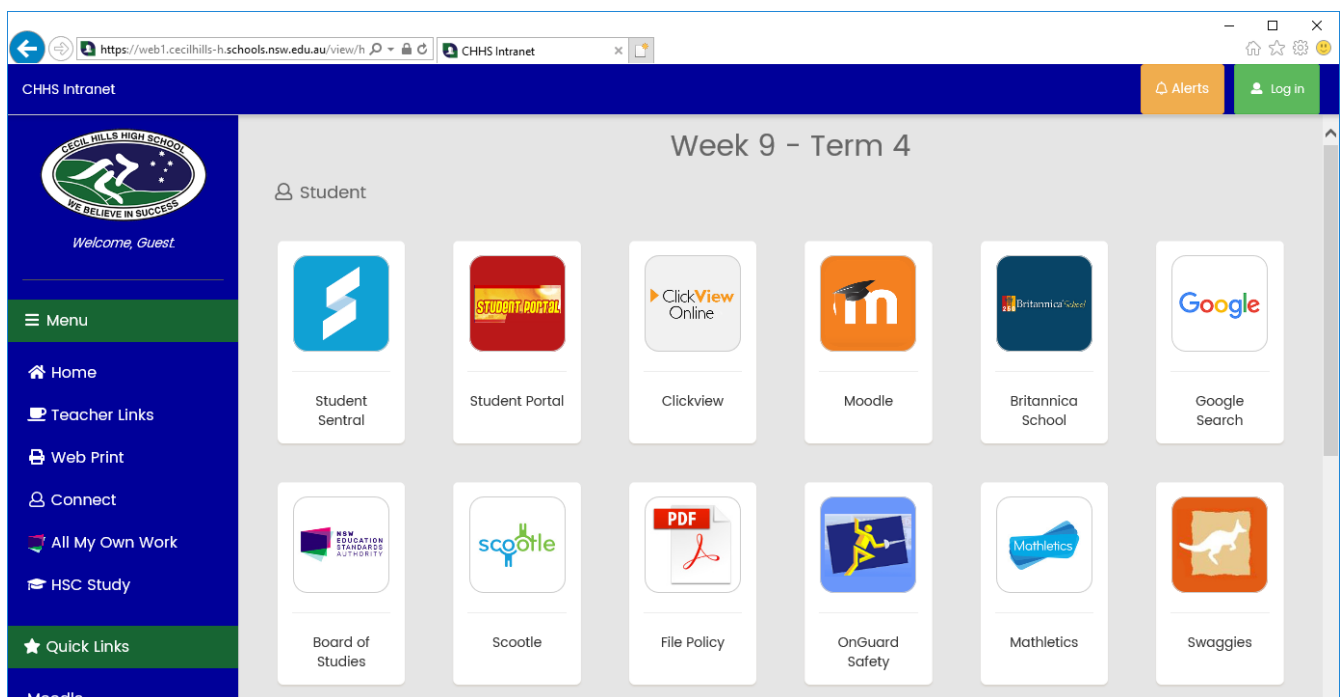 https://web1.cecilhills-h.schools.nsw.edu.au/view/h
CHHS Intranet
CHHS Intranet
Alerts
Log in
CECIL HILLS HIGH SCHOOL
WE BELIEVE IN SUCCESS
Welcome, Guest.
Menu
Home
Teacher Links
Web Print
Connect
All My Own Work
HSC Study
Quick Links
Moodle
Week 9 - Term 4
Student
STUDENT PORTAL
ClickView
Online
m
Britannica School
Google
Student
Sentral
Student Portal
Clickview
Moodle
Britannica
School
Google
Search
NSW
EDUCATION
STANDARDS
AUTHORITY
scootle
PDF
Mathletics
Board of
Studies
Scootle
File Policy
OnGuard
Safety
Mathletics
Swaggies